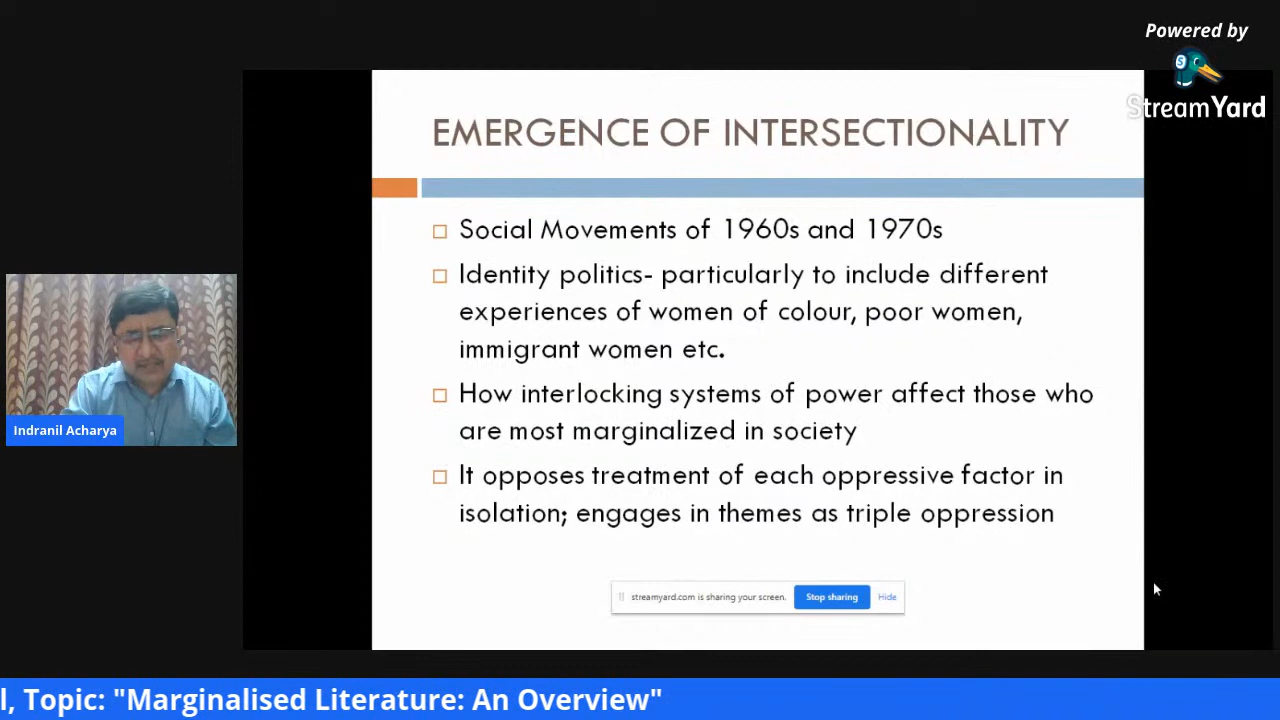 Powered by
StreamYard
EMERGENCE OF INTERSECTIONALITY
Social Movements of 1960s and 1970s
Identity politics- particularly to include different
experiences of women of colour, poor women,
immigrant women etc.
How interlocking systems of power affect those who
are most marginalized in society
It opposes treatment of each oppressive factor in
isolation; engages in themes as triple oppression
Indranil Acharya
streamyard.com is sharing your screen. Stop sharing Hide
l, Topic: "Marginalised Literature: An Overview"